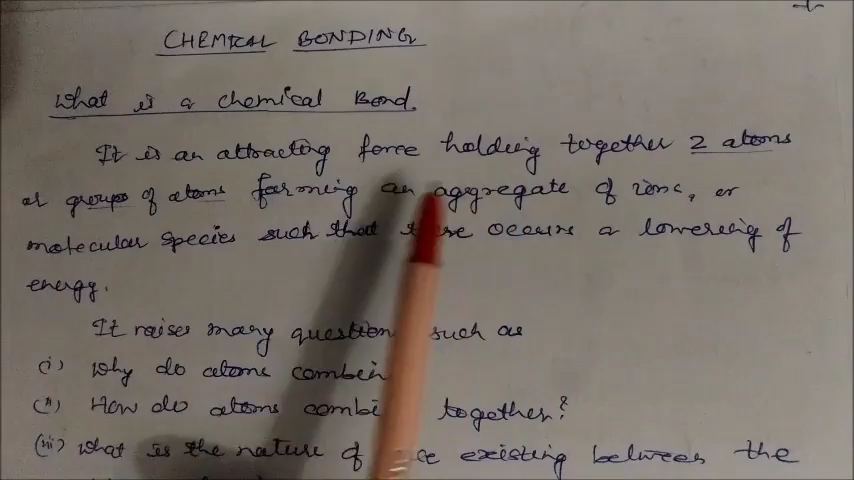 CHEMICAL BONDING
What is a chemical Bond.
It is an attracting force holding together 2 atoms
or groups of atoms forming an aggregate of ions, or
molecular species such that there occurs a lowering of
energy.
It raises many questions such as
(i) Why do atoms combin
(ii) How do atoms combi together?
(iii) What is the nature of existing between the